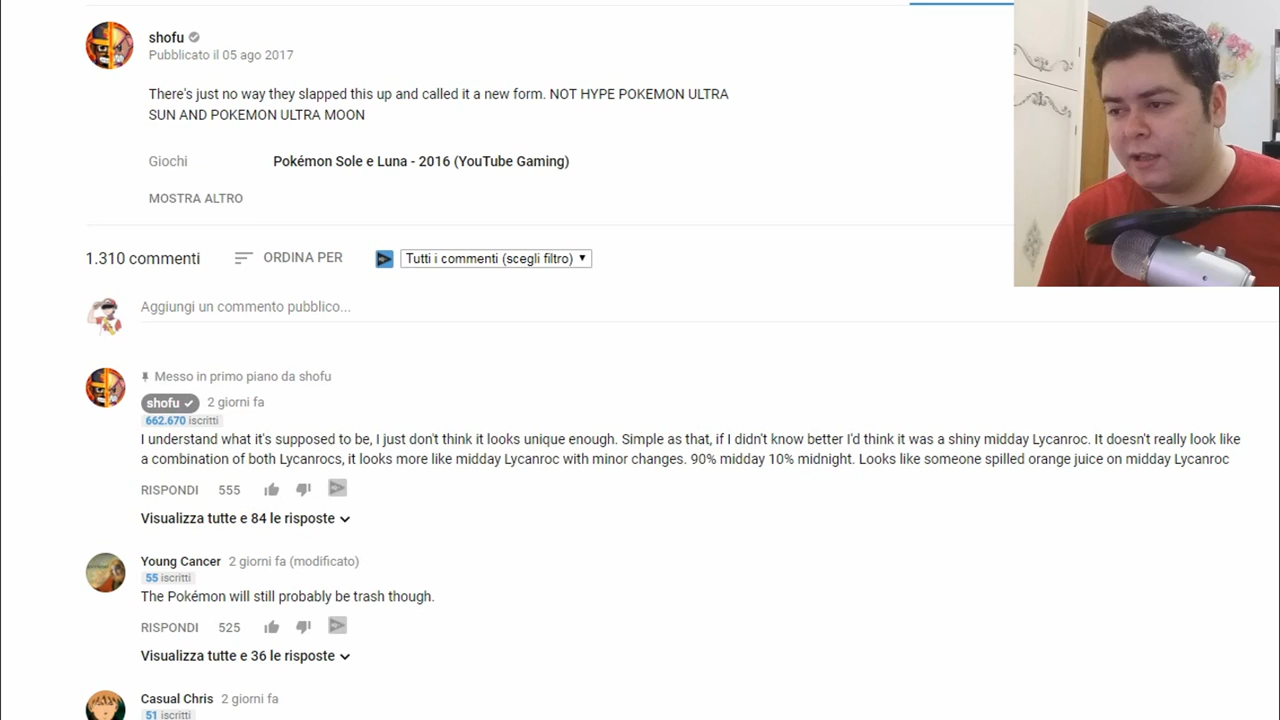 shofu
Pubblicato il 05 ago 2017
There's just no way they slapped this up and called it a new form. NOT HYPE POKEMON ULTRA
SUN AND POKEMON ULTRA MOON
Giochi
Pokémon Sole e Luna - 2016 (YouTube Gaming)
MOSTRA ALTRO
1.310 commenti
ORDINA PER
Tutti i commenti (scegli filtro)
Aggiungi un commento pubblico...
Messo in primo piano da shofu
shofu 2 giorni fa
662.670 iscritti
I understand what it's supposed to be, I just don't think it looks unique enough. Simple as that, if I didn't know better I'd think it was a shiny midday Lycanroc. It doesn't really look like
a combination of both Lycanrocs, it looks more like midday Lycanroc with minor changes. 90% midday 10% midnight. Looks like someone spilled orange juice on midday Lycanroc
RISPONDI 555
Visualizza tutte e 84 le risposte
Young Cancer 2 giorni fa (modificato)
55 iscritti
The Pokémon will still probably be trash though.
RISPONDI 525
Visualizza tutte e 36 le risposte
Casual Chris 2 giorni fa
51 iscritti